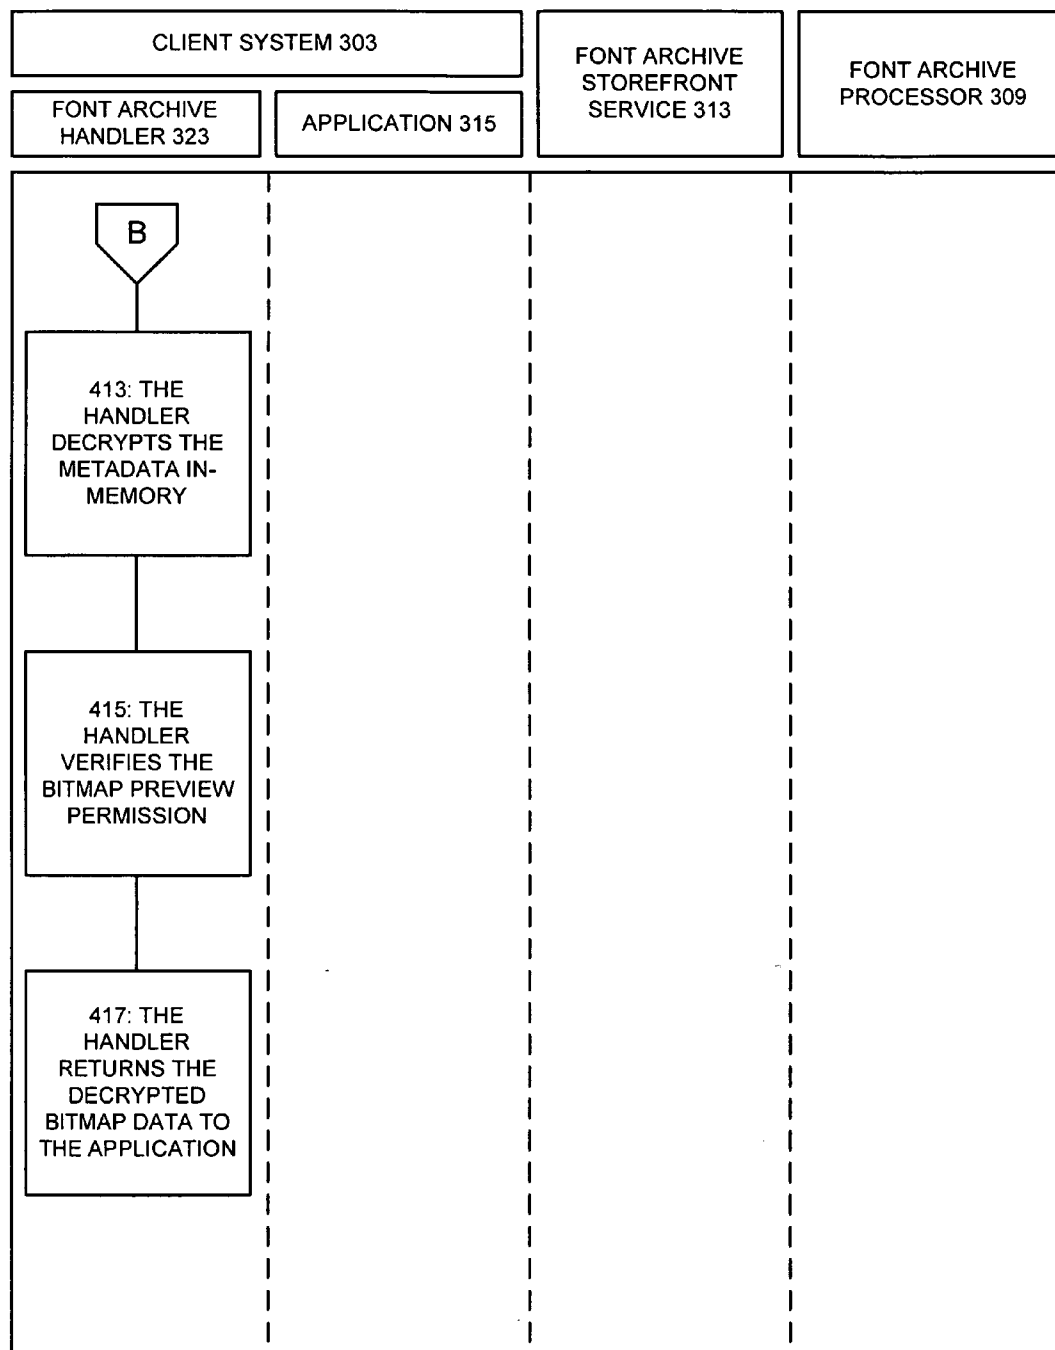 CLIENT SYSTEM 303
FONT ARCHIVE
HANDLER 323
APPLICATION 315
FONT ARCHIVE
STOREFRONT
SERVICE 313
FONT ARCHIVE
PROCESSOR 309
B
413: THE
HANDLER
DECRYPTS THE
METADATA IN-
MEMORY
415: THE
HANDLER
VERIFIES THE
BITMAP PREVIEW
PERMISSION
417: THE
HANDLER
RETURNS THE
DECRYPTED
BITMAP DATA TO
THE APPLICATION